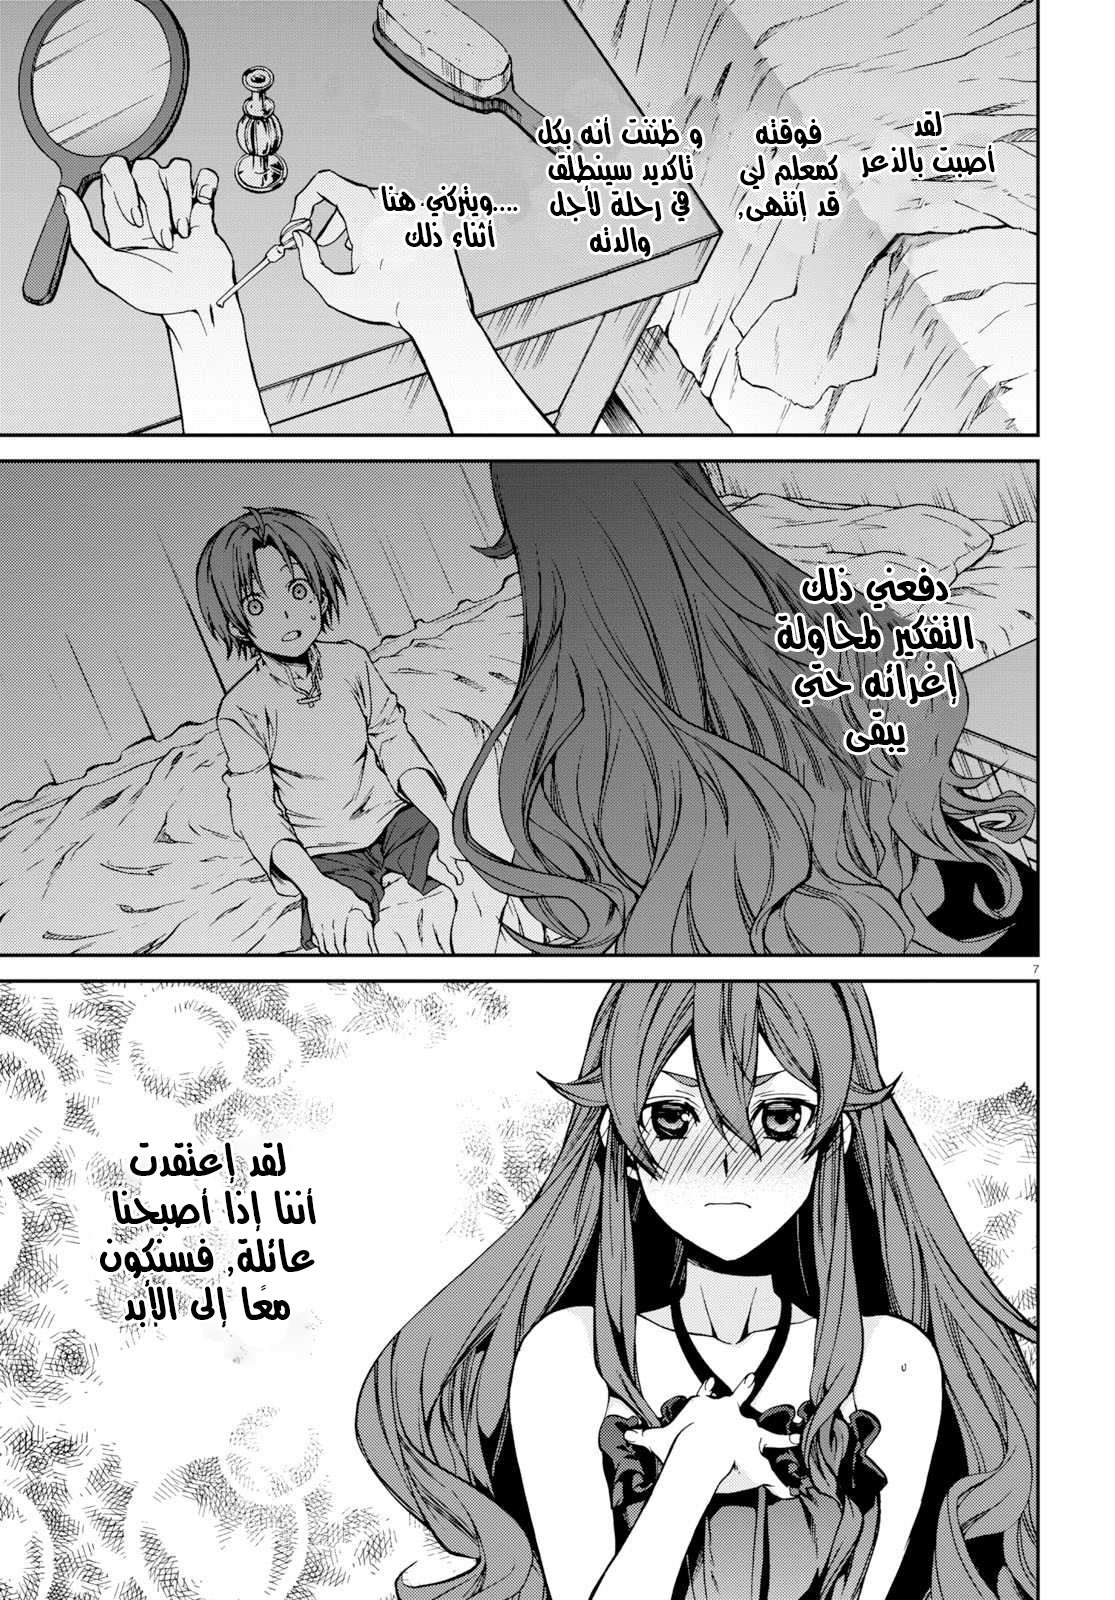 لقد
أصبت بالذعر
فوقته
كمعلم لي
قد إنتهى,
و ظننت أنه بكل
تاكديد سينطلق
في رحلة لأجل
والدته
....ويتركني هنا
أثناء ذلك
دفعني ذلك
التفكير لمحاولة
إغرائه حتي
يبقى
7
لقد إعتقدت
أننا إذا أصبحنا
عائلة, فسنكون
معًا إلى الأبد